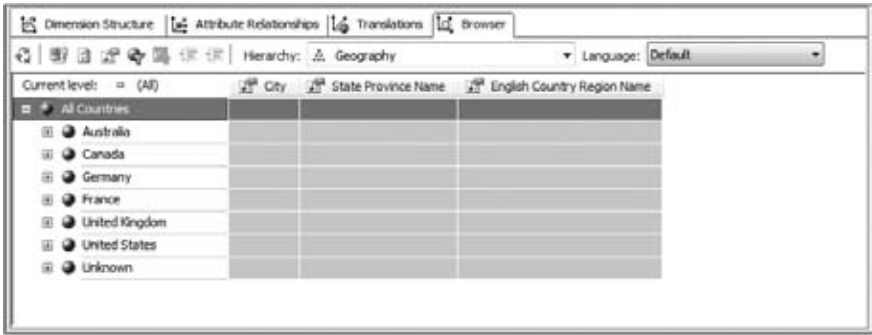 Dimension Structure Attribute Relationships Translations Browser
Hierarchy: Geography Language: Default
Current level: (All) City State Province Name English Country Region Name
All Countries
Australia
Canada
Germany
France
United Kingdom
United States
Unknown